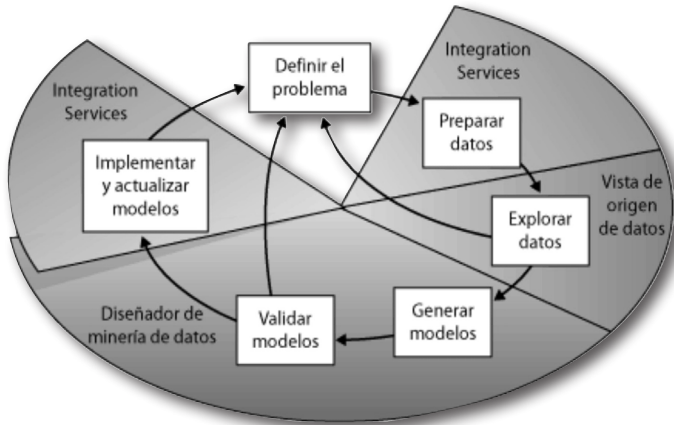 Definir el
problema
Integration
Services
Preparar
datos
Vista de
origen
de datos
Explorar
datos
Generar
modelos
Validar
modelos
Diseñador de
minería de datos
Implementar
y actualizar
modelos
Integration
Services